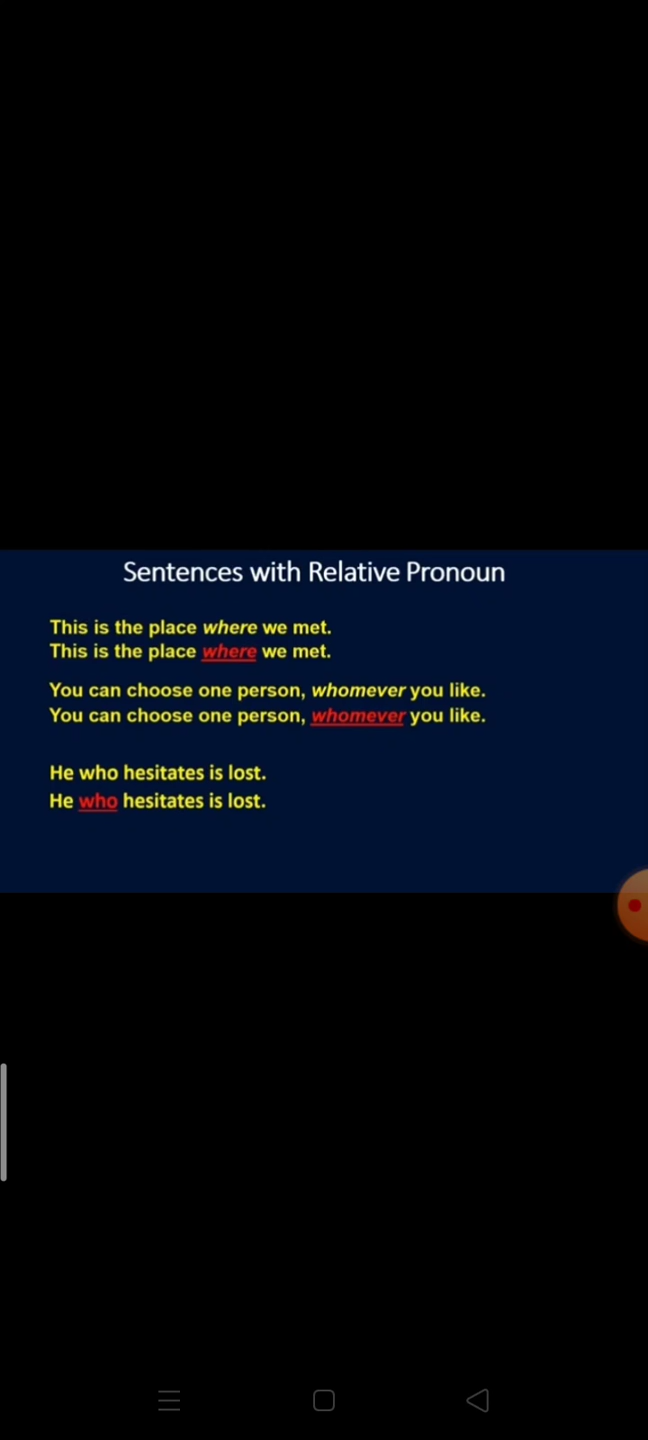 Sentences with Relative Pronoun
This is the place where we met.
This is the place where we met.
You can choose one person, whomever you like.
You can choose one person, whomever you like.
He who hesitates is lost.
He who hesitates is lost.